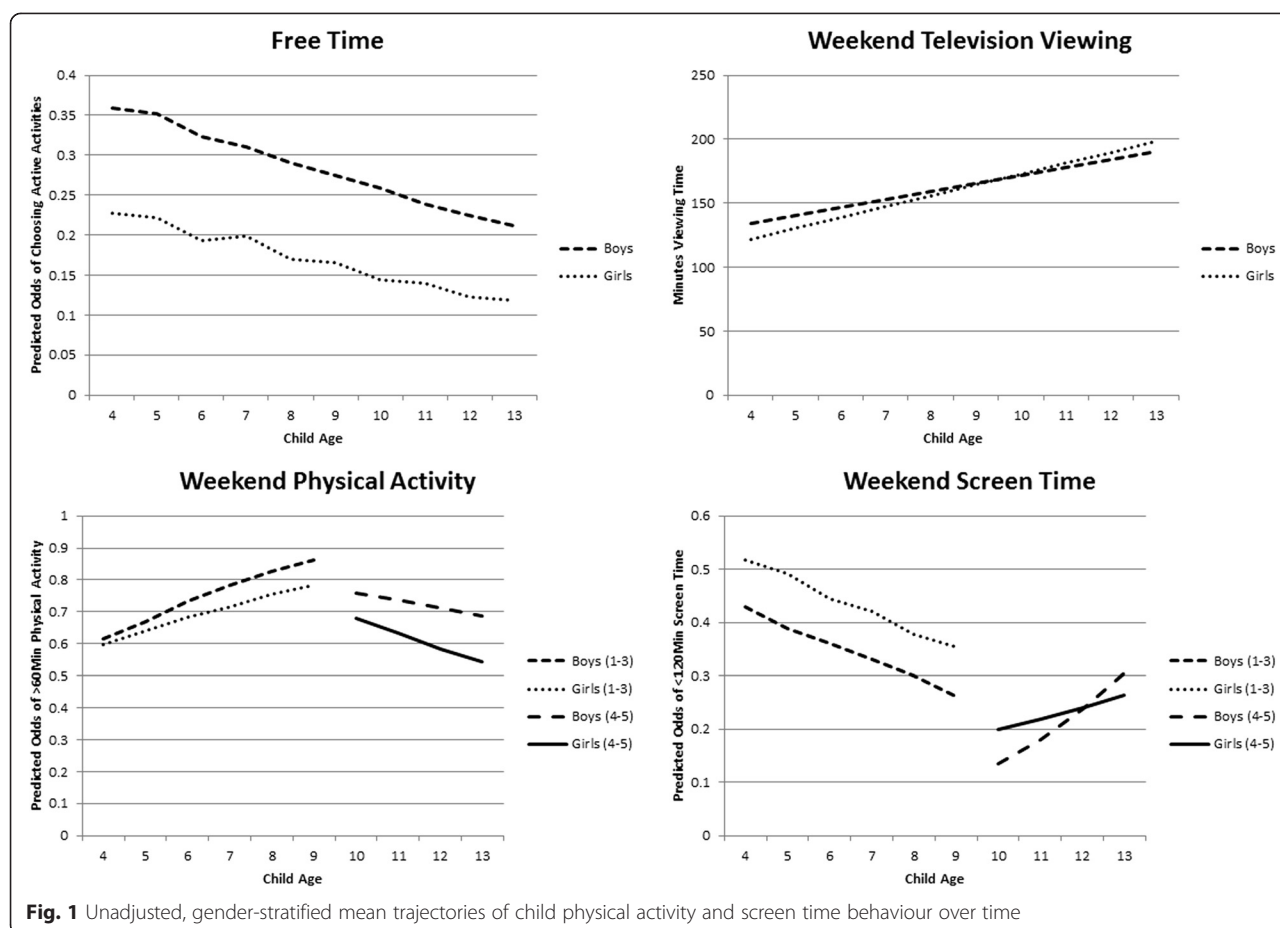 Free Time
Predicted Odds of Choosing Active Activities
0.4
0.35
0.3
0.25
0.2
0.15
0.1
0.05
0
4 5 6 7 8 9 10 11 12 13
Child Age
Boys
Girls
Weekend Television Viewing
Minutes Viewing Time
250
200
150
100
50
0
4 5 6 7 8 9 10 11 12 13
Child Age
Boys
Girls
Weekend Physical Activity
Predicted Odds of >60Min Physical Activity
1
0.9
0.8
0.7
0.6
0.5
0.4
0.3
0.2
0.1
0
4 5 6 7 8 9 10 11 12 13
Child Age
Boys (1-3)
Girls (1-3)
Boys (4-5)
Girls (4-5)
Weekend Screen Time
Predicted Odds of <120Min Screen Time
0.6
0.5
0.4
0.3
0.2
0.1
0
4 5 6 7 8 9 10 11 12 13
Child Age
Boys (1-3)
Girls (1-3)
Boys (4-5)
Girls (4-5)
Fig. 1 Unadjusted, gender-stratified mean trajectories of child physical activity and screen time behaviour over time